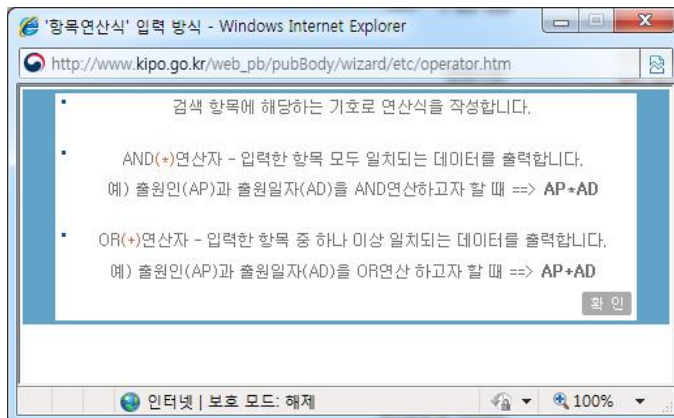 '항목연산식' 입력 방식 - Windows Internet Explorer
http://www.kipo.go.kr/web_pb/pubBody/wizard/etc/operator.htm
검색 항목에 해당하는 기호로 연산식을 작성합니다.
AND(*)연산자 - 입력한 항목 모두 일치되는 데이터를 출력합니다.
예) 출원인(AP)과 출원일자(AD)을 AND연산하고자 할 때 ==> AP*AD
OR(+)연산자 - 입력한 항목 중 하나 이상 일치되는 데이터를 출력합니다.
예) 출원인(AP)과 출원일자(AD)을 OR연산 하고자 할 때 ==> AP+AD
확 인
인터넷 | 보호 모드: 해제 100%